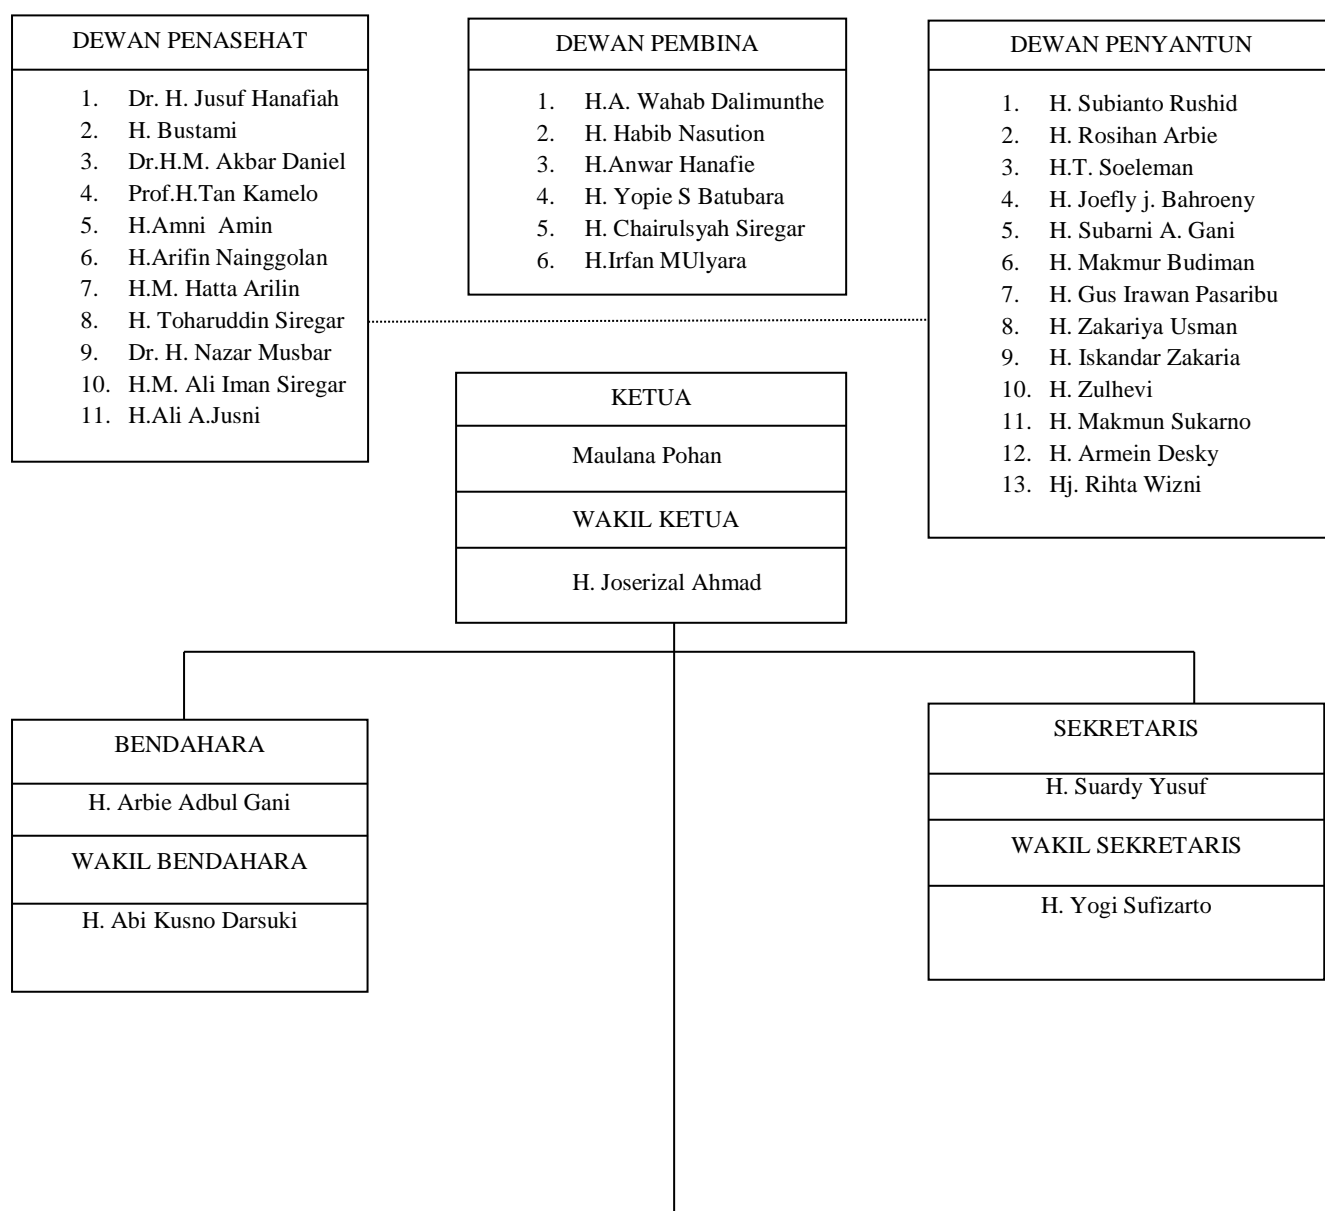 DEWAN PENASEHAT
1. Dr. H. Jusuf Hanafiah
2. H. Bustami
3. Dr.H.M. Akbar Daniel
4. Prof.H.Tan Kamelo
5. H.Amni Amin
6. H.Arifin Nainggolan
7. H.M. Hatta Arilin
8. H. Toharuddin Siregar
9. Dr. H. Nazar Musbar
10. H.M. Ali Iman Siregar
11. H.Ali A.Jusni
DEWAN PEMBINA
1. H.A. Wahab Dalimunthe
2. H. Habib Nasution
3. H.Anwar Hanafie
4. H. Yopie S Batubara
5. H. Chairulsyah Siregar
6. H.Irfan MUlyara
DEWAN PENYANTUN
1. H. Subianto Rushid
2. H. Rosihan Arbie
3. H.T. Soeleman
4. H. Joefly j. Bahroeny
5. H. Subarni A. Gani
6. H. Makmur Budiman
7. H. Gus Irawan Pasaribu
8. H. Zakariya Usman
9. H. Iskandar Zakaria
10. H. Zulhevi
11. H. Makmun Sukarno
12. H. Armein Desky
13. Hj. Rihta Wizni
KETUA
Maulana Pohan
WAKIL KETUA
H. Joserizal Ahmad
BENDAHARA
H. Arbie Adbul Gani
WAKIL BENDAHARA
H. Abi Kusno Darsuki
SEKRETARIS
H. Suardy Yusuf
WAKIL SEKRETARIS
H. Yogi Sufizarto